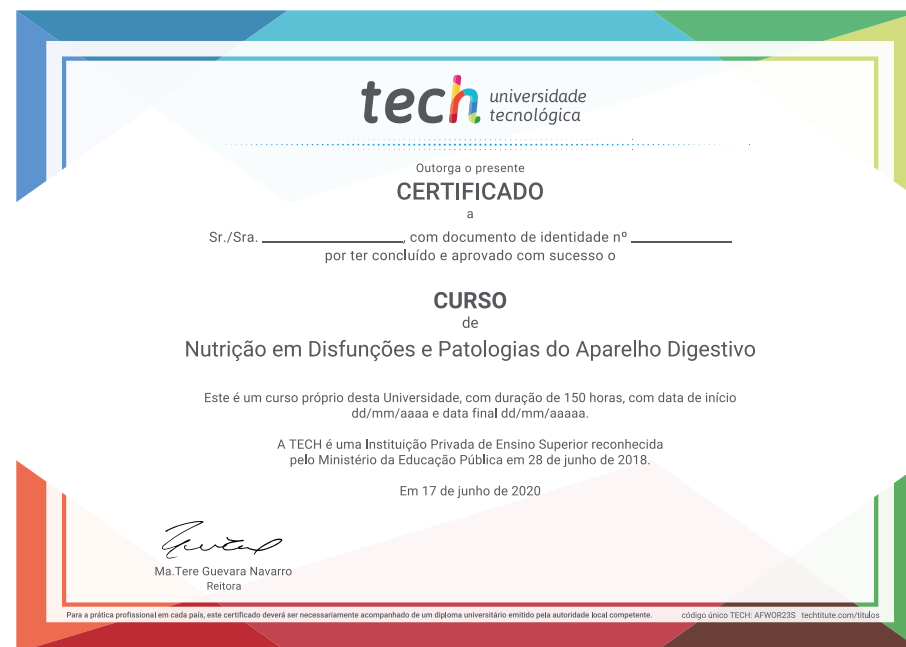 tech universidade
tecnológica
Outorga o presente
CERTIFICADO
a
Sr./Sra. ____________, com documento de identidade nº ____________
por ter concluído e aprovado com sucesso o
CURSO
de
Nutrição em Disfunções e Patologias do Aparelho Digestivo
Este é um curso próprio desta Universidade, com duração de 150 horas, com data de início
dd/mm/aaaa e data final dd/mm/aaaaa.
A TECH é uma Instituição Privada de Ensino Superior reconhecida
pelo Ministério da Educação Pública em 28 de junho de 2018.
Em 17 de junho de 2020
Ma.Tere Guevara Navarro
Reitora
Para a prática profissional em cada país, este certificado deverá ser necessariamente acompanhado de um diploma universitário emitido pela autoridade local competente. código único TECH: AFWOR23S techtitute.com/titulos